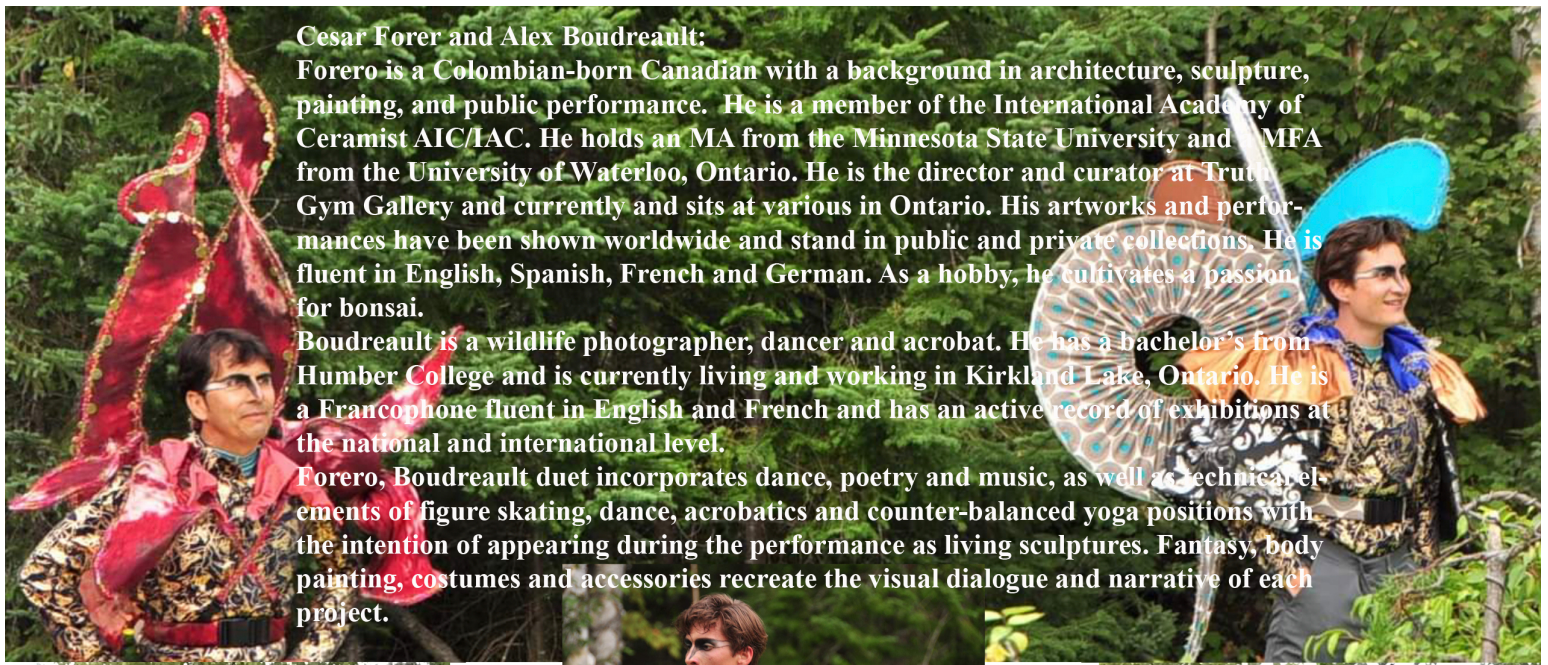 Cesar Forer and Alex Boudreault:
Forero is a Colombian-born Canadian with a background in architecture, sculpture,
painting, and public performance.  He is a member of the International Academy of
Ceramist AIC/IAC. He holds an MA from the Minnesota State University and MFA
from the University of Waterloo, Ontario. He is the director and curator at Truth
Gym Gallery and currently and sits at various in Ontario. His artworks and perfor-
mances have been shown worldwide and stand in public and private collections. He is
fluent in English, Spanish, French and German. As a hobby, he cultivates a passion
for bonsai.
Boudreault is a wildlife photographer, dancer and acrobat. He has a bachelor’s from
Humber College and is currently living and working in Kirkland Lake, Ontario. He is
a Francophone fluent in English and French and has an active record of exhibitions at
the national and international level.
Forero, Boudreault duet incorporates dance, poetry and music, as well as technical el-
ements of figure skating, dance, acrobatics and counter-balanced yoga positions with
the intention of appearing during the performance as living sculptures. Fantasy, body
painting, costumes and accessories recreate the visual dialogue and narrative of each
project.